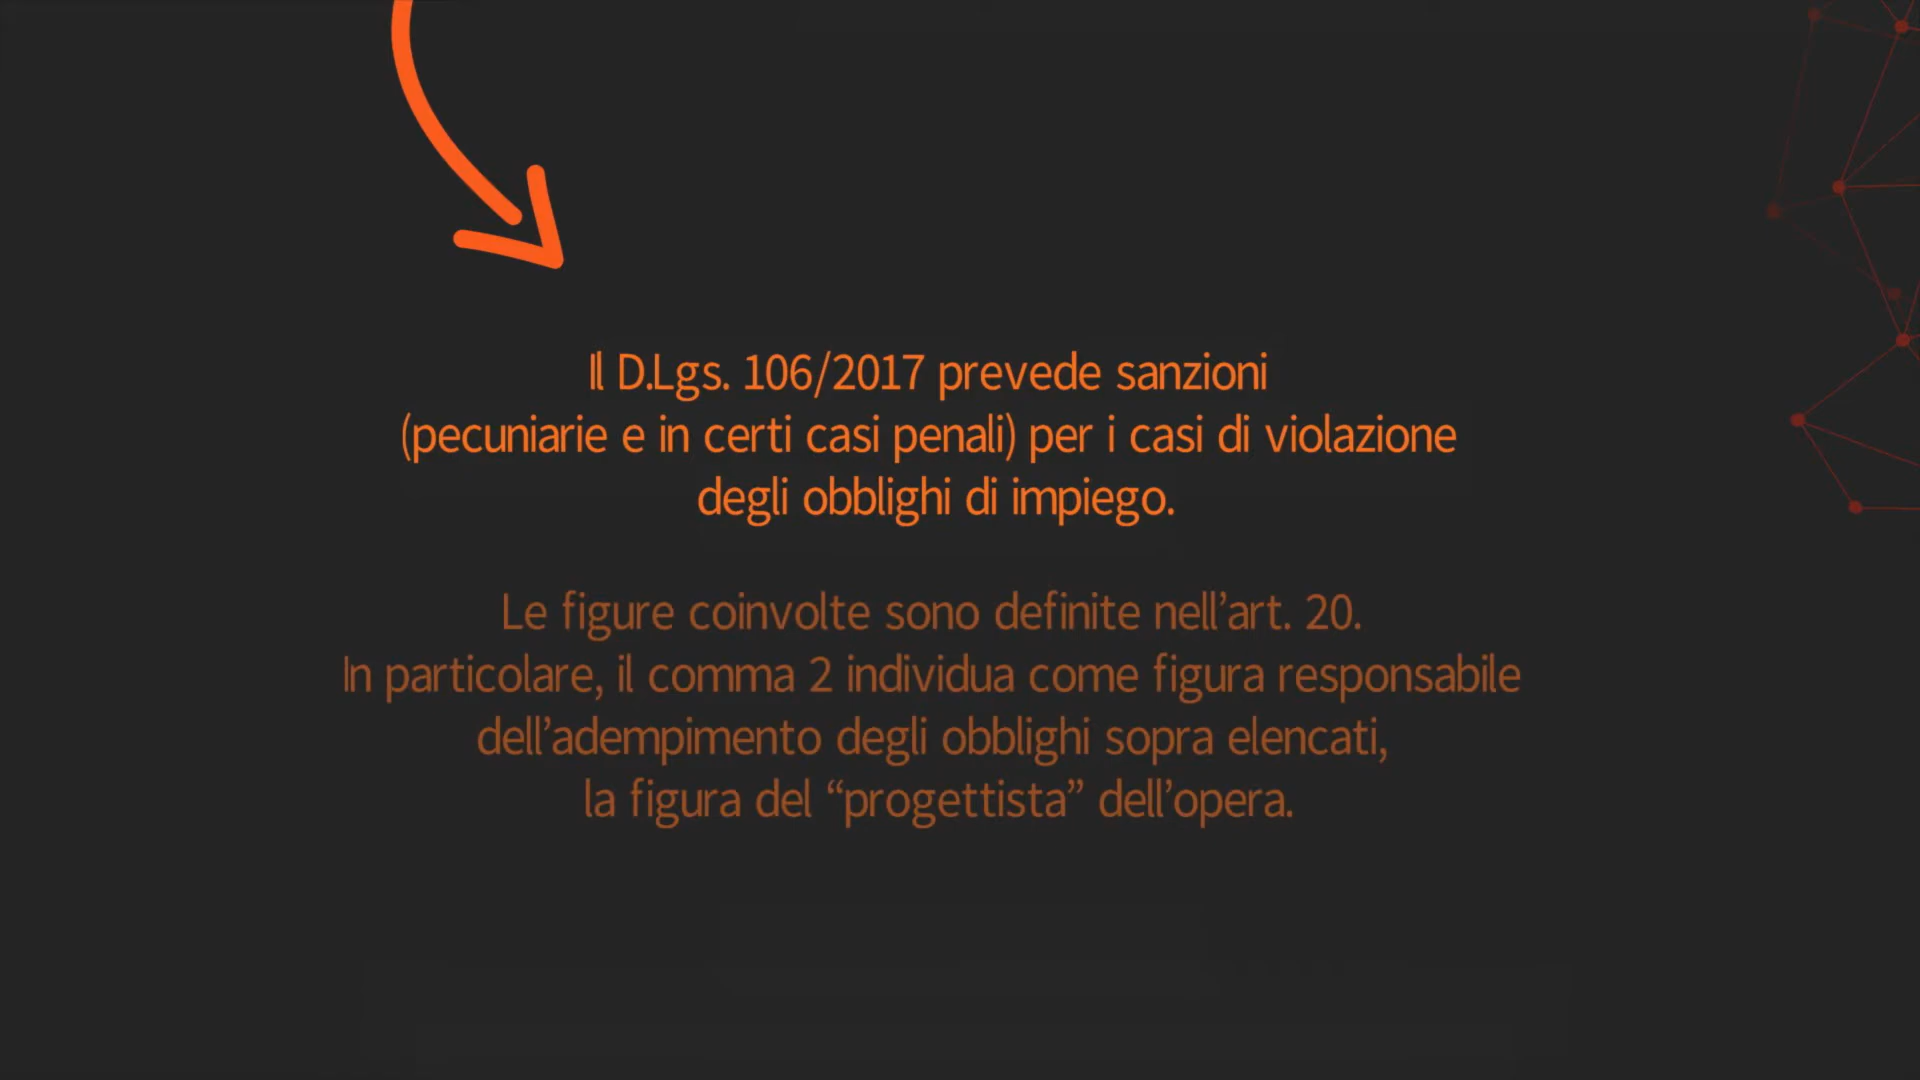 Il D.Lgs. 106/2017 prevede sanzioni
(pecuniarie e in certi casi penali) per i casi di violazione
degli obblighi di impiego.
Le figure coinvolte sono definite nell’art. 20.
In particolare, il comma 2 individua come figura responsabile
dell’adempimento degli obblighi sopra elencati,
la figura del “progettista” dell’opera.